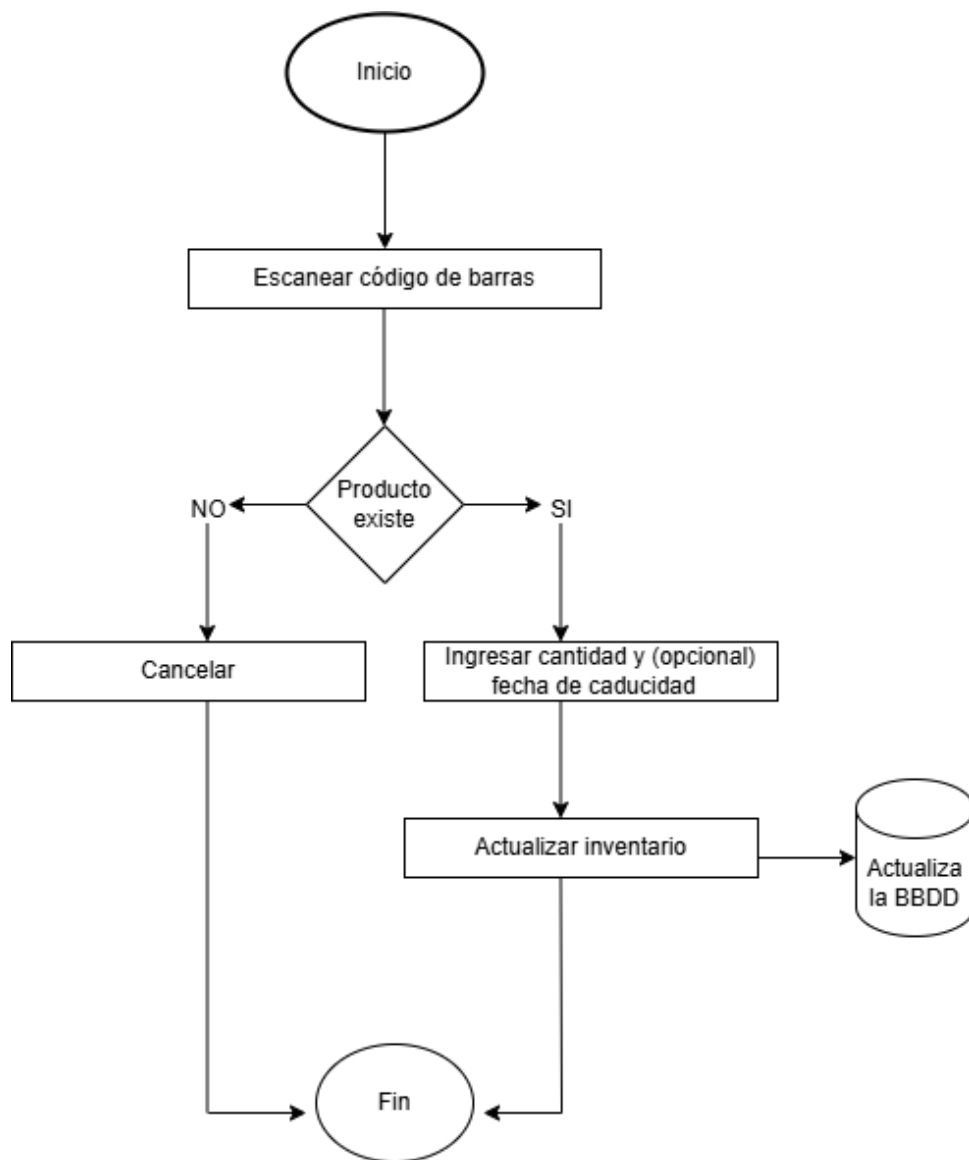 Inicio
Escanear código de barras
Producto
existe
NO
SI
Cancelar
Ingresar cantidad y (opcional)
fecha de caducidad
Actualizar inventario
Actualiza
la BBDD
Fin